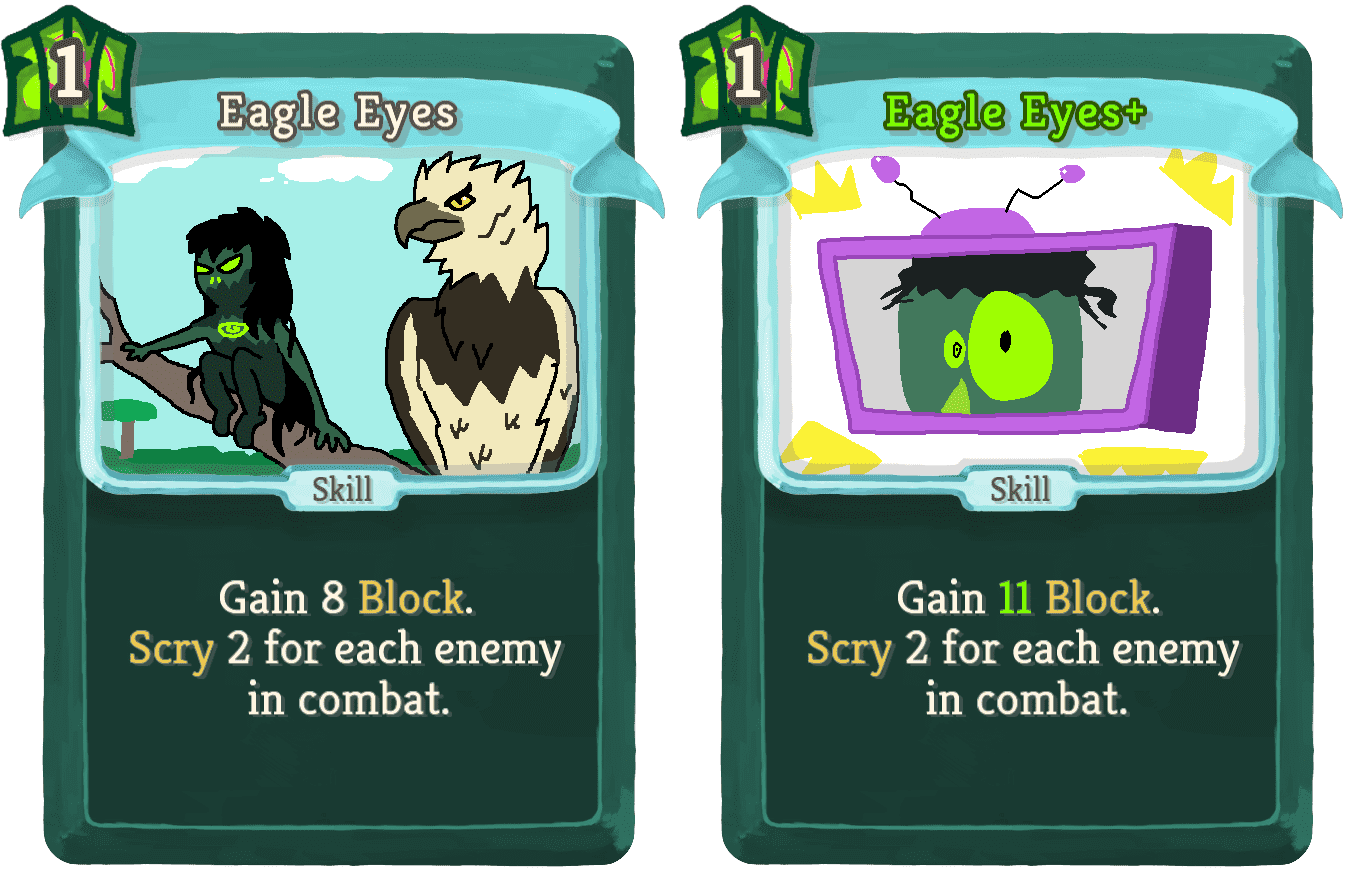 1
Eagle Eyes
Skill
Gain 8 Block.
Scry 2 for each enemy
in combat.
1
Eagle Eyes+
Skill
Gain 11 Block.
Scry 2 for each enemy
in combat.